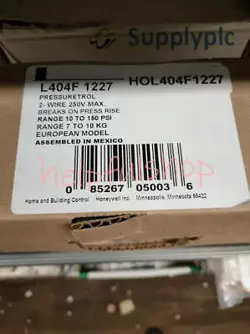 Supplyplc
L404F 1227 HOL404F1227
PRESSURETROL
2- WIRE 250V MAX.
BREAKS ON PRESS RISE
RANGE 10 TO 150 PSI
RANGE 7 TO 10 KG
EUROPEAN MODEL
ASSEMBLED IN MEXICO
0 85267 05003 6
Home and Building Control Honeywell Inc. Minneapolis, Minnesota 55422